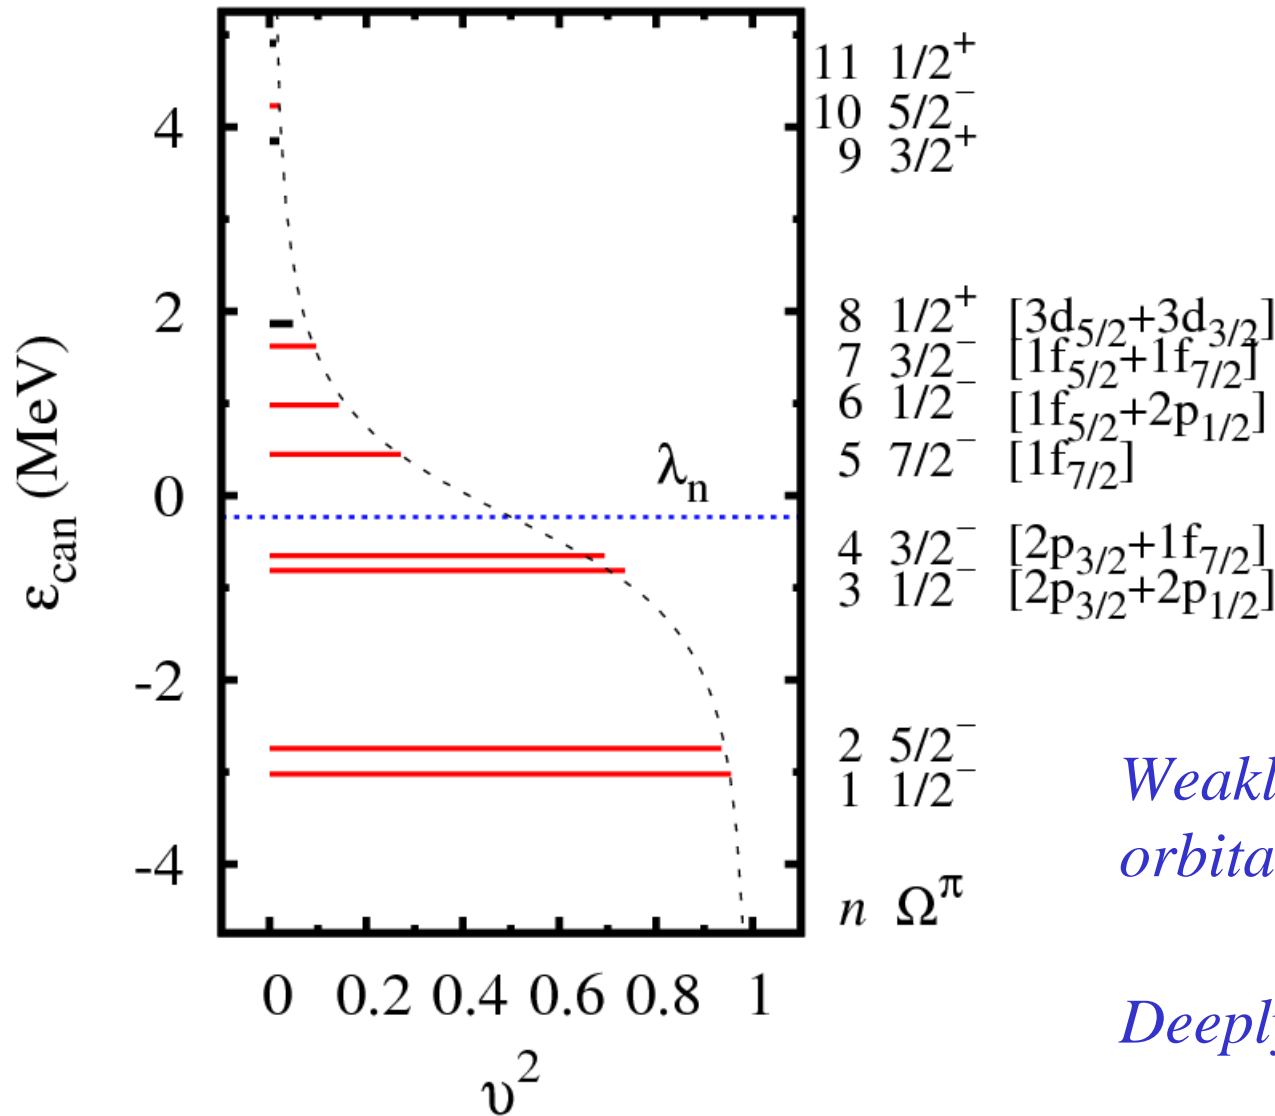 11 1/2⁺
10 5/2⁻
9 3/2⁺
8 1/2⁺ [3d5/2+3d3/2]
7 3/2⁻ [1f5/2+1f7/2]
6 1/2⁻ [1f5/2+2p1/2]
5 7/2⁻ [1f7/2]
4 3/2⁻ [2p3/2+1f7/2]
3 1/2⁻ [2p3/2+2p1/2]
2 5/2⁻
1 1/2⁻
n Ωπ
λn
4
2
0
-2
-4
εcan (MeV)
0 0.2 0.4 0.6 0.8 1
υ²
Weakl
orbita
Deeply